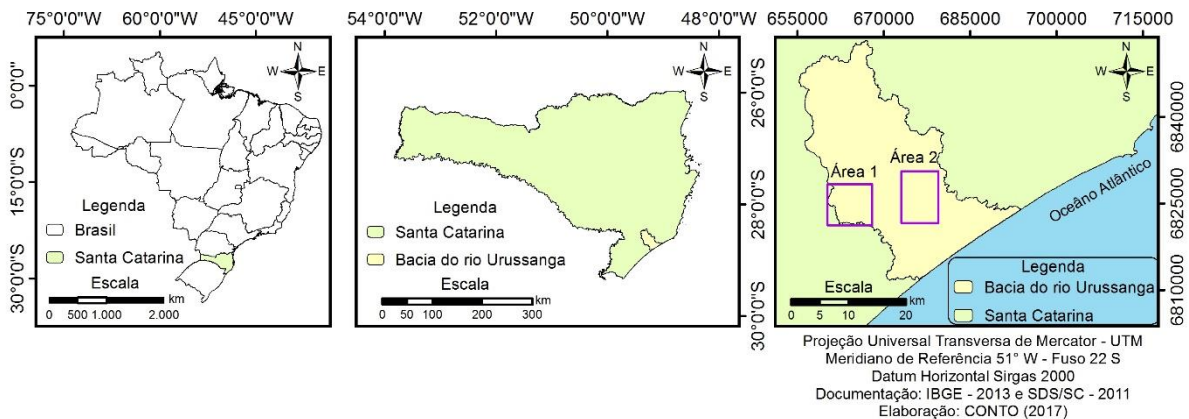 75°0'0"W 60°0'0"W 45°0'0"W
0°0'0"
15°0'0"S
30°0'0"S
N
W E
S
Legenda
Brasil
Santa Catarina
Escala
km
0 500 1.000 2.000
54°0'0"W 52°0'0"W 50°0'0"W 48°0'0"W
26°0'0"S
28°0'0"S
30°0'0"S
N
W E
S
Legenda
Santa Catarina
Bacia do rio Urussanga
Escala
km
0 50 100 200 300
655000 670000 685000 700000 715000
6840000
6825000
6810000
N
W E
S
Área 1
Área 2
Oceâno Atlântico
Escala
km
0 5 10 20
Legenda
Bacia do rio Urussanga
Santa Catarina
Projeção Universal Transversa de Mercator - UTM
Meridiano de Referência 51° W - Fuso 22 S
Datum Horizontal Sirgas 2000
Documentação: IBGE - 2013 e SDS/SC - 2011
Elaboração: CONTO (2017)